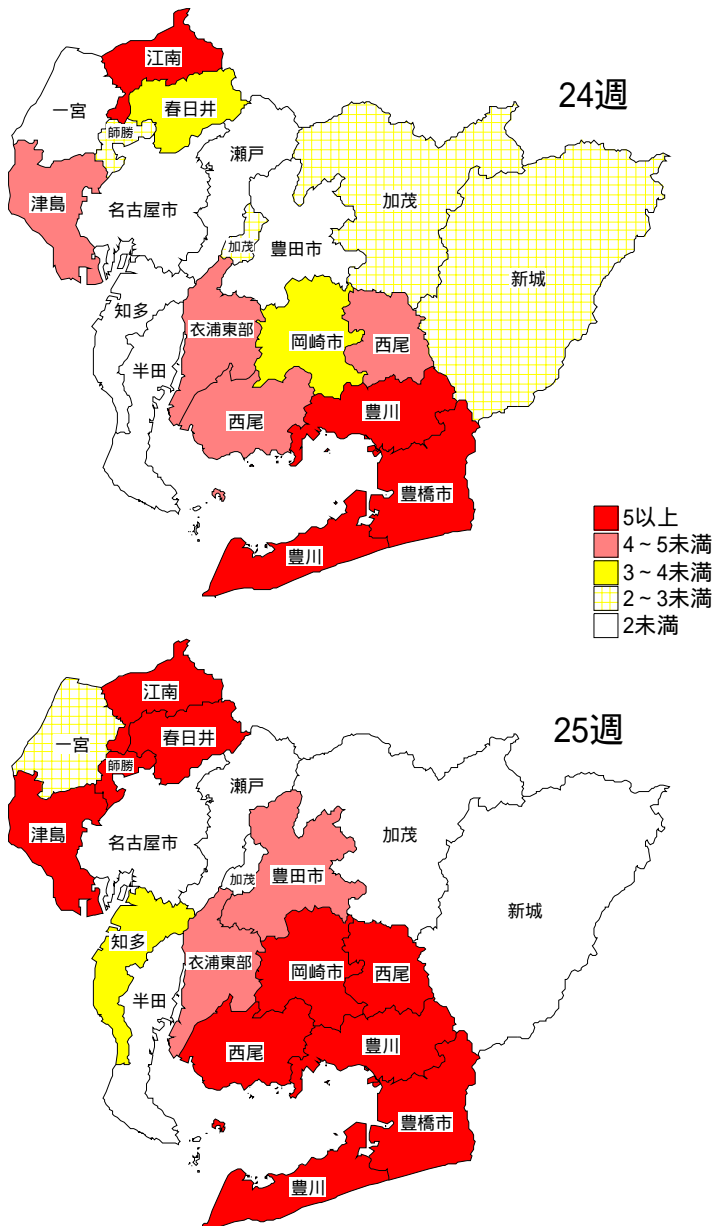 江南
24週
春日井
一宮
師勝
瀬戸
津島
名古屋市
加茂
加茂
豊田市
新城
知多
衣浦東部
岡崎市
西尾
半田
西尾
豊川
豊橋市
豊川
5以上
4~5未満
3~4未満
2~3未満
2未満
江南
春日井
25週
一宮
師勝
瀬戸
津島
名古屋市
加茂
加茂
豊田市
新城
知多
衣浦東部
岡崎市
西尾
半田
西尾
豊川
豊橋市
豊川